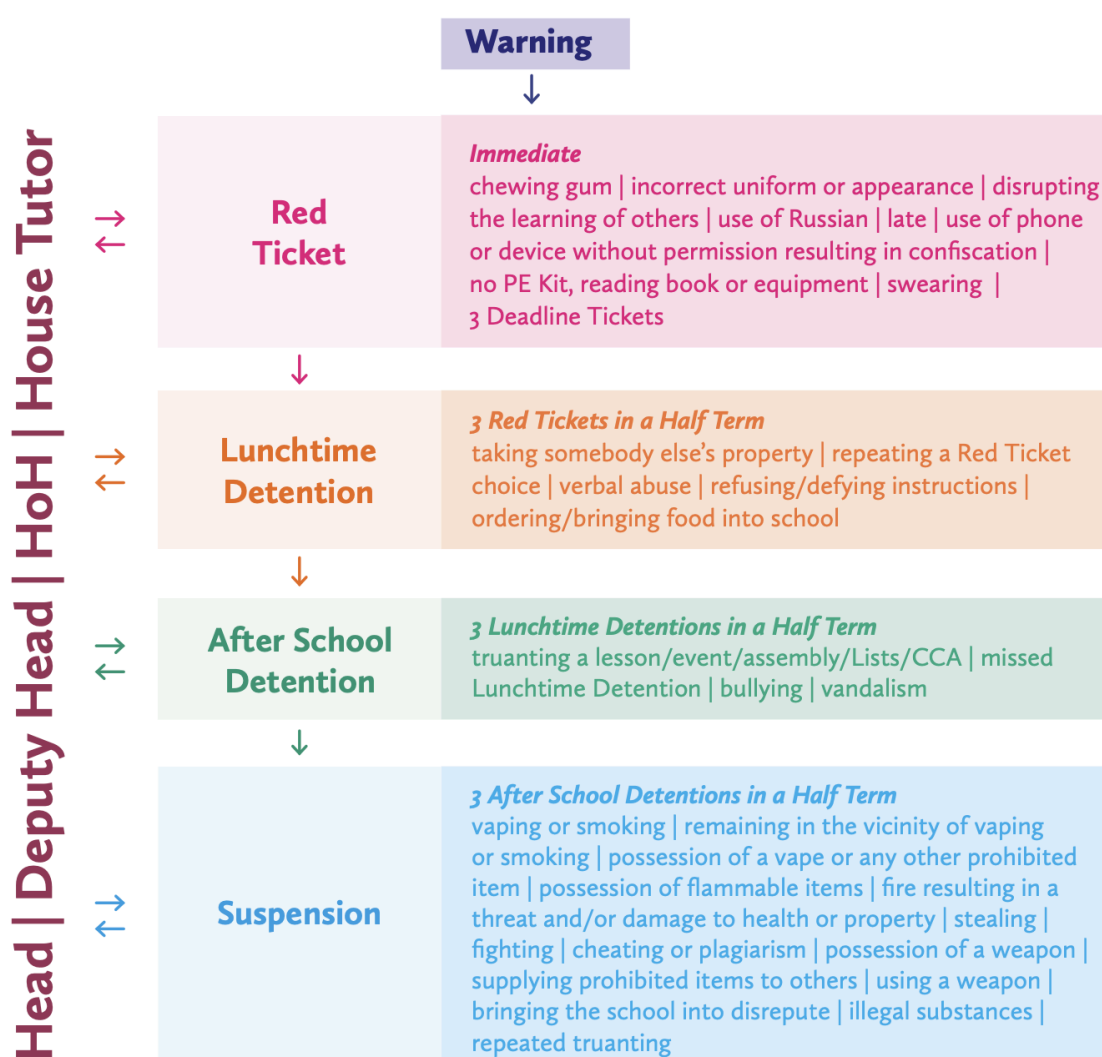 Warning
Head | Deputy Head | HoH | House Tutor
Red
Ticket
Immediate
chewing gum | incorrect uniform or appearance | disrupting
the learning of others | use of Russian | late | use of phone
or device without permission resulting in confiscation |
no PE Kit, reading book or equipment | swearing |
3 Deadline Tickets
Lunchtime
Detention
3 Red Tickets in a Half Term
taking somebody else’s property | repeating a Red Ticket
choice | verbal abuse | refusing/defying instructions |
ordering/bringing food into school
After School
Detention
3 Lunchtime Detentions in a Half Term
truanting a lesson/event/assembly/Lists/CCA | missed
Lunchtime Detention | bullying | vandalism
Suspension
3 After School Detentions in a Half Term
vaping or smoking | remaining in the vicinity of vaping
or smoking | possession of a vape or any other prohibited
item | possession of flammable items | fire resulting in a
threat and/or damage to health or property | stealing |
fighting | cheating or plagiarism | possession of a weapon |
supplying prohibited items to others | using a weapon |
bringing the school into disrepute | illegal substances |
repeated truanting